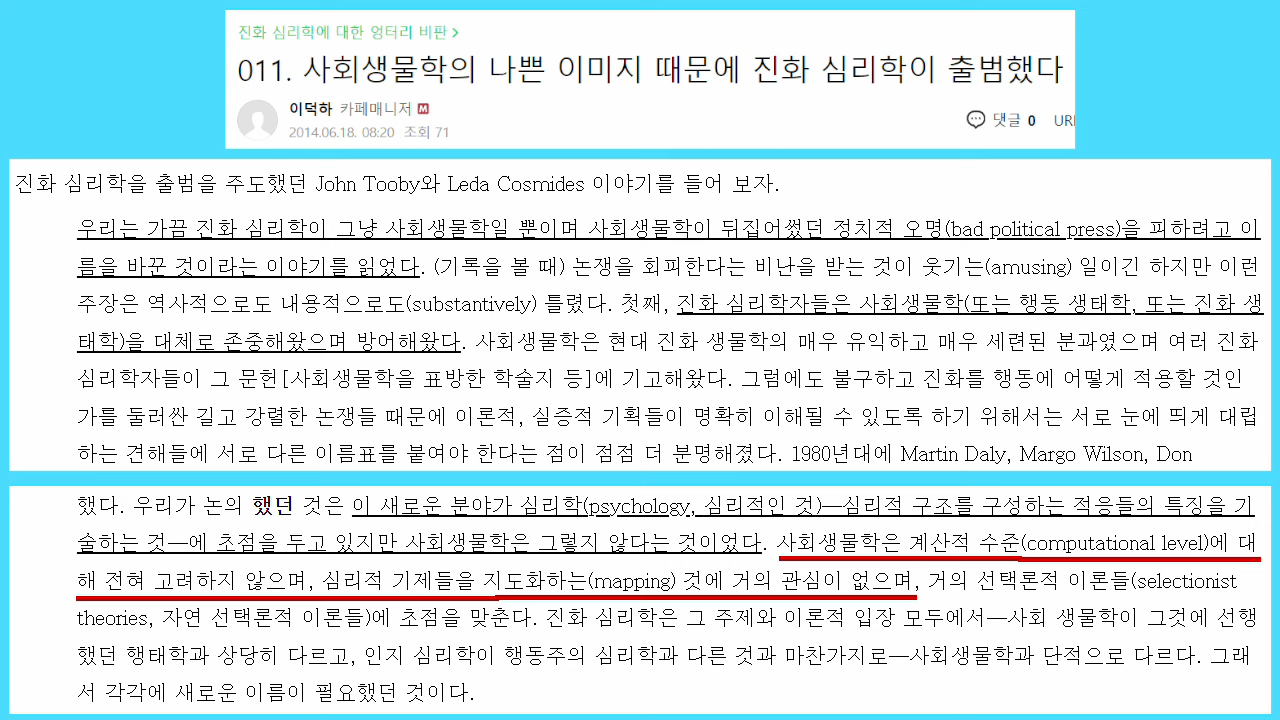 진화 심리학에 대한 엉터리 비판 >
011. 사회생물학의 나쁜 이미지 때문에 진화 심리학이 출범했다
이덕하 카페매니저 M
2014.06.18. 08:20 조회 71
댓글 0 URL
진화 심리학을 출범을 주도했던 John Tooby와 Leda Cosmides 이야기를 들어 보자.
우리는 가끔 진화 심리학이 그냥 사회생물학일 뿐이며 사회생물학이 뒤집어썼던 정치적 오명(bad political press)을 피하려고 이
름을 바꾼 것이라는 이야기를 읽었다. (기록을 볼 때) 논쟁을 회피한다는 비난을 받는 것이 웃기는(amusing) 일이긴 하지만 이런
주장은 역사적으로도 내용적으로도(substantively) 틀렸다. 첫째, 진화 심리학자들은 사회생물학(또는 행동 생태학, 또는 진화 생
태학)을 대체로 존중해왔으며 방어해왔다. 사회생물학은 현대 진화 생물학의 매우 유익하고 매우 세련된 분과였으며 여러 진화
심리학자들이 그 문헌[사회생물학을 표방한 학술지 등]에 기고해왔다. 그럼에도 불구하고 진화를 행동에 어떻게 적용할 것인
가를 둘러싼 길고 강렬한 논쟁들 때문에 이론적, 실증적 기획들이 명확히 이해될 수 있도록 하기 위해서는 서로 눈에 띄게 대립
하는 견해들에 서로 다른 이름표를 붙여야 한다는 점이 점점 더 분명해졌다. 1980년대에 Martin Daly, Margo Wilson, Don
했다. 우리가 논의 했던 것은 이 새로운 분야가 심리학(psychology, 심리적인 것)—심리적 구조를 구성하는 적응들의 특징을 기
술하는 것—에 초점을 두고 있지만 사회생물학은 그렇지 않다는 것이었다. 사회생물학은 계산적 수준(computational level)에 대
해 전혀 고려하지 않으며, 심리적 기제들을 지도화하는(mapping) 것에 거의 관심이 없으며, 거의 선택론적 이론들(selectionist
theories, 자연 선택론적 이론들)에 초점을 맞춘다. 진화 심리학은 그 주제와 이론적 입장 모두에서—사회 생물학이 그것에 선행
했던 행태학과 상당히 다르고, 인지 심리학이 행동주의 심리학과 다른 것과 마찬가지로—사회생물학과 단적으로 다르다. 그래
서 각각에 새로운 이름이 필요했던 것이다.